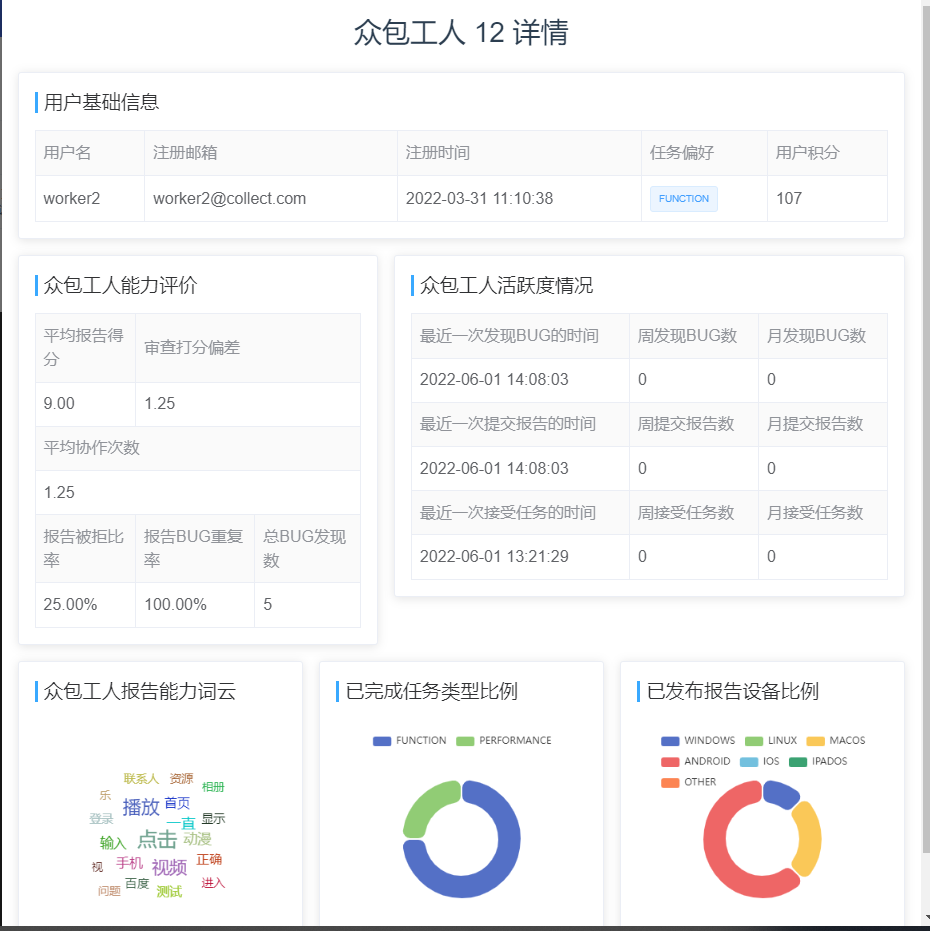 众包工人 12 详情
用户基础信息
用户名 注册邮箱 注册时间 任务偏好 用户积分
worker2 worker2@collect.com 2022-03-31 11:10:38 FUNCTION 107
众包工人能力评价
平均报告得
分
审查打分偏差
9.00 1.25
平均协作次数
1.25
报告被拒比
率
报告BUG重复
率
总BUG发现
数
25.00% 100.00% 5
众包工人活跃度情况
最近一次发现BUG的时间 周发现BUG数 月发现BUG数
2022-06-01 14:08:03 0 0
最近一次提交报告的时间 周提交报告数 月提交报告数
2022-06-01 14:08:03 0 0
最近一次接受任务的时间 周接受任务数 月接受任务数
2022-06-01 13:21:29 0 0
众包工人报告能力词云
联系人 资源
相册
乐
播放 首页
登录 一直 显示
输入 点击 动漫
视 手机 视频 正确
问题 百度 测试 进入
已完成任务类型比例
FUNCTION PERFORMANCE
已发布报告设备比例
WINDOWS LINUX MACOS
ANDROID IOS IPADOS
OTHER